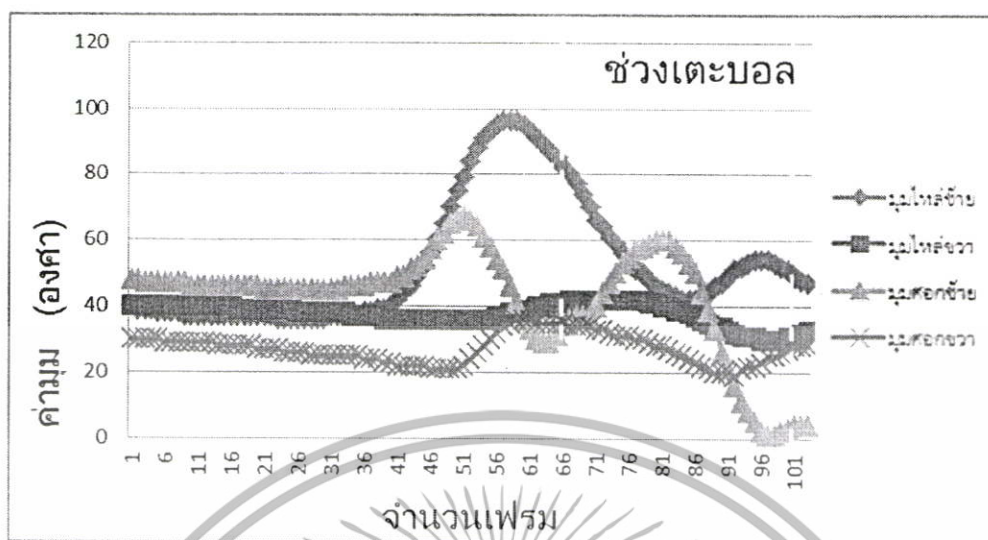 ช่วงเตะบอล
ค่ามุม (องศา)
120
100
80
60
40
20
0
1 6 11 16 21 26 31 36 41 46 51 56 61 66 71 76 81 86 91 96 101
จำนวนเฟรม
มุมไหล่ซ้าย
มุมไหล่ขวา
มุมศอกซ้าย
มุมศอกขวา